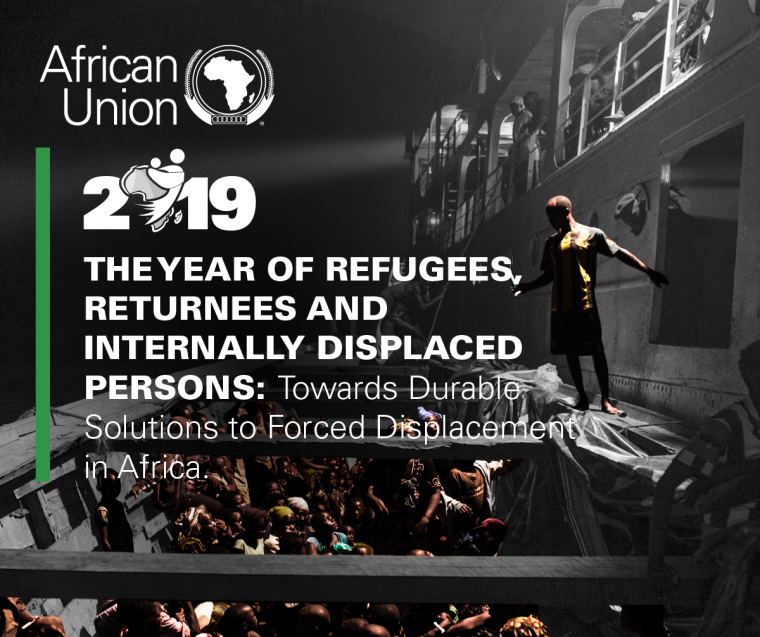 African
Union
2019
THE YEAR OF REFUGEES,
RETURNEES AND
INTERNALLY DISPLACED
PERSONS: Towards Durable
Solutions to Forced Displacement
in Africa.